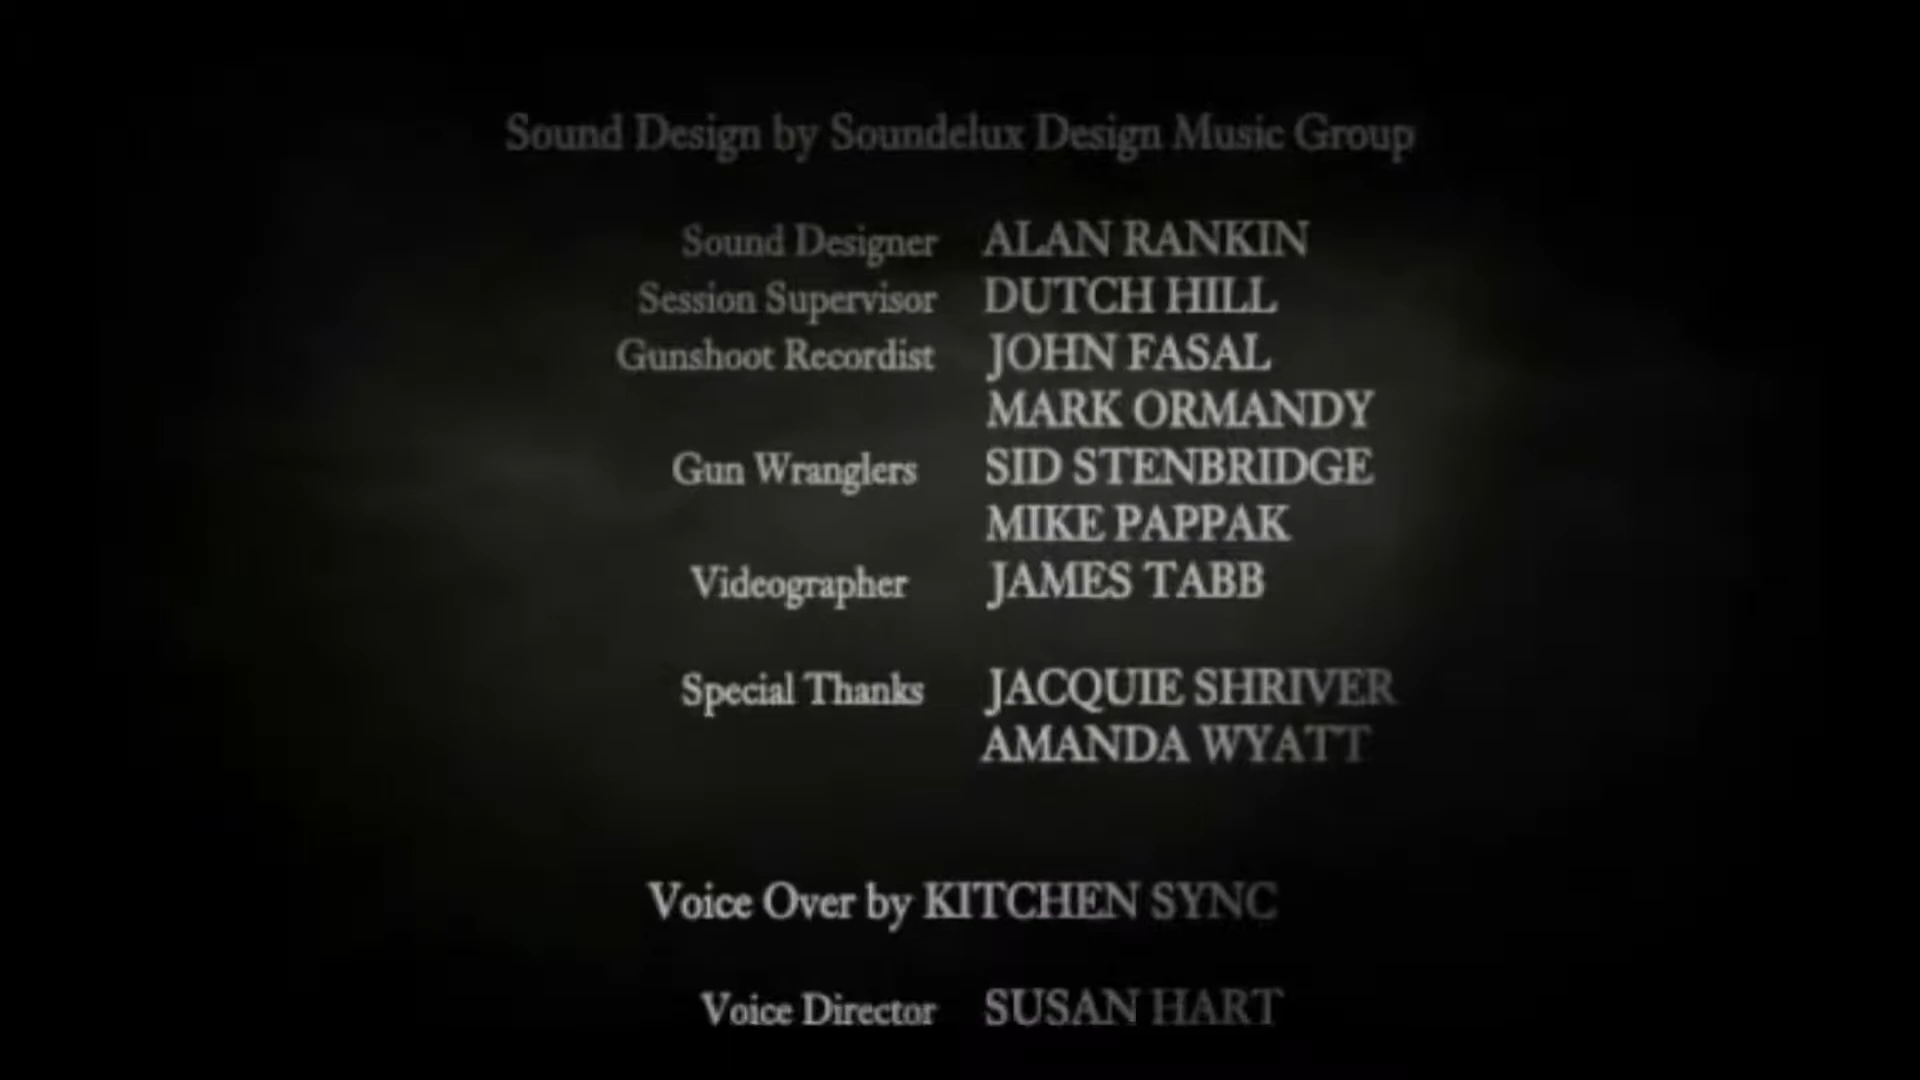 Sound Design by Soundelux Design Music Group
Sound Designer ALAN RANKIN
Session Supervisor DUTCH HILL
Gunshoot Recordist JOHN FASAL
MARK ORMANDY
Gun Wranglers SID STENBRIDGE
MIKE PAPPAK
Videographer JAMES TABB
Special Thanks JACQUIE SHRIVER
AMANDA WYATT
Voice Over by KITCHEN SYNC
Voice Director SUSAN HART